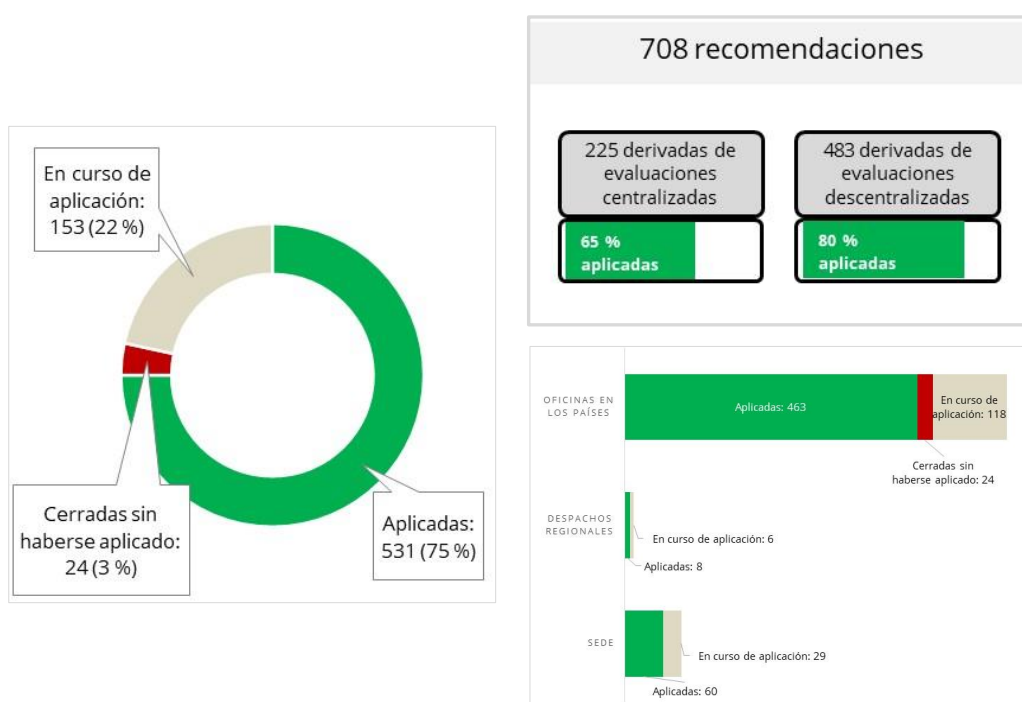 En curso de
aplicación:
153 (22 %)
Cerradas sin
haberse aplicado:
24 (3 %)
Aplicadas:
531 (75 %)
708 recomendaciones
225 derivadas de
evaluaciones
centralizadas
65 %
aplicadas
483 derivadas de
evaluaciones
descentralizadas
80 %
aplicadas
OFICINAS EN
LOS PAÍSES
Aplicadas: 463
En curso de
aplicación: 118
Cerradas sin
haberse aplicado: 24
DESPACHOS
REGIONALES
En curso de aplicación: 6
Aplicadas: 8
SEDE
En curso de aplicación: 29
Aplicadas: 60